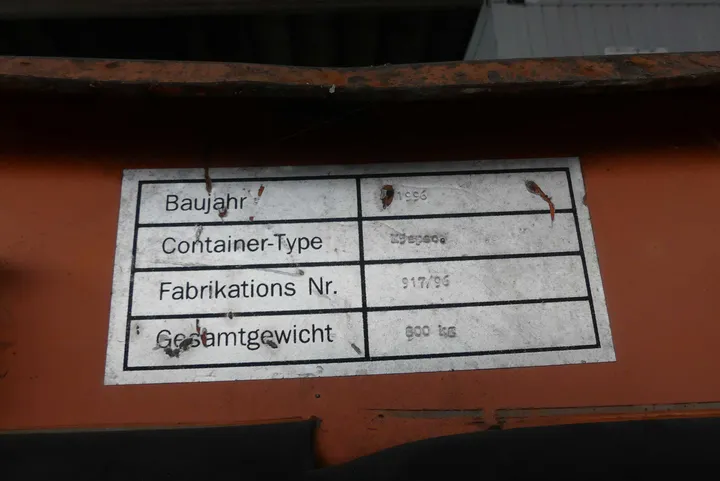 Baujahr 1996
Container-Type
Fabrikations Nr. 917/96
Gesamtgewicht 800 kg